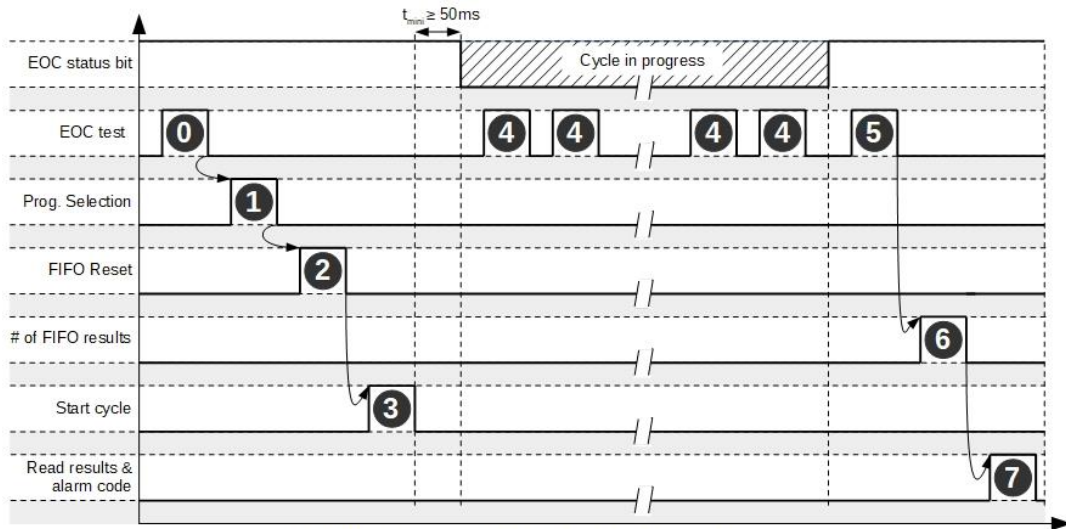 tmini ≥ 50ms
EOC status bit
Cycle in progress
EOC test
0 4 4 4 4 5
Prog. Selection
1
FIFO Reset
2
# of FIFO results
6
Start cycle
3
Read results &
alarm code
7